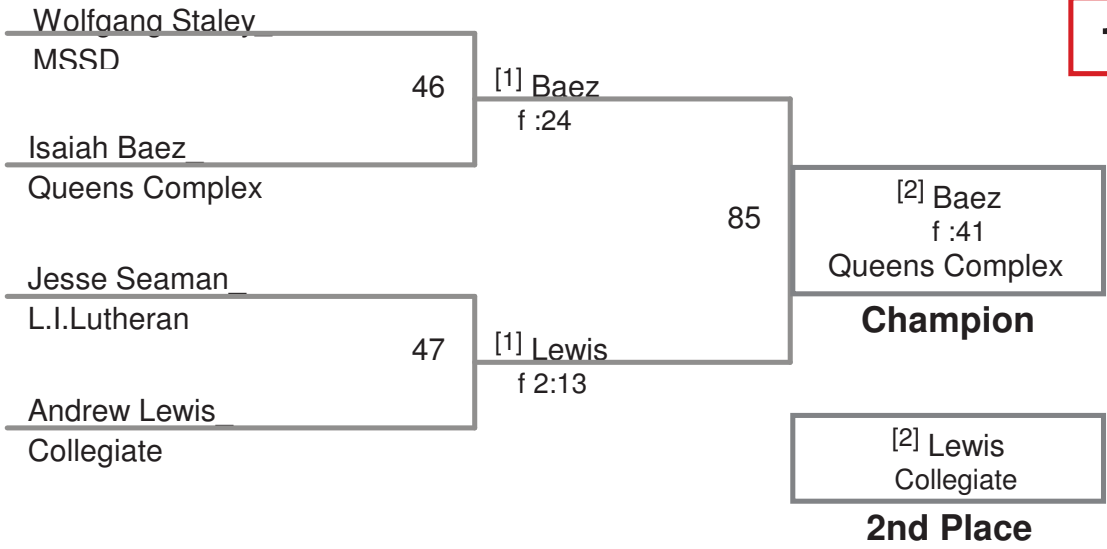 Wolfgang Staley_
MSSD
46
[1] Baez
f :24
Isaiah Baez_
Queens Complex
85
[2] Baez
f :41
Queens Complex
Champion
Jesse Seaman_
L.I.Lutheran
47
[1] Lewis
f 2:13
Andrew Lewis_
Collegiate
[2] Lewis
Collegiate
2nd Place